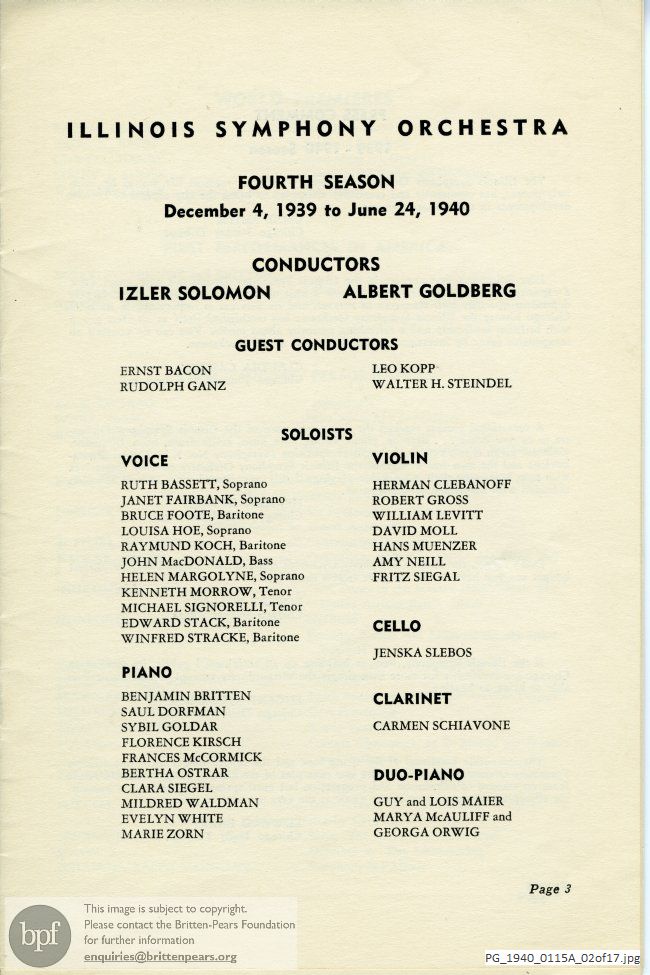 ILLINOIS SYMPHONY ORCHESTRA
FOURTH SEASON
December 4, 1939 to June 24, 1940
CONDUCTORS
IZLER SOLOMON ALBERT GOLDBERG
GUEST CONDUCTORS
ERNST BACON
RUDOLPH GANZ
LEO KOPP
WALTER H. STEINDEL
SOLOISTS
VOICE
RUTH BASSETT, Soprano
JANET FAIRBANK, Soprano
BRUCE FOOTE, Baritone
LOUISA HOE, Soprano
RAYMUND KOCH, Baritone
JOHN MacDONALD, Bass
HELEN MARGOLYNE, Soprano
KENNETH MORROW, Tenor
MICHAEL SIGNORELLI, Tenor
EDWARD STACK, Baritone
WINFRED STRACKE, Baritone
PIANO
BENJAMIN BRITTEN
SAUL DORFMAN
SYBIL GOLDAR
FLORENCE KIRSCH
FRANCES McCORMICK
BERTHA OSTRAR
CLARA SIEGEL
MILDRED WALDMAN
EVELYN WHITE
MARIE ZORN
VIOLIN
HERMAN CLEBANOFF
ROBERT GROSS
WILLIAM LEVITT
DAVID MOLL
HANS MUENZER
AMY NEILL
FRITZ SIEGAL
CELLO
JENSKA SLEBOS
CLARINET
CARMEN SCHIAVONE
DUO-PIANO
GUY and LOIS MAIER
MARYA McAULIFF and
GEORGA ORWIG
Page 3
bpf
This image is subject to copyright.
Please contact the Britten-Pears Foundation
for further information
enquiries@brittenpears.org
PG_1940_0115A_02of17.jpg